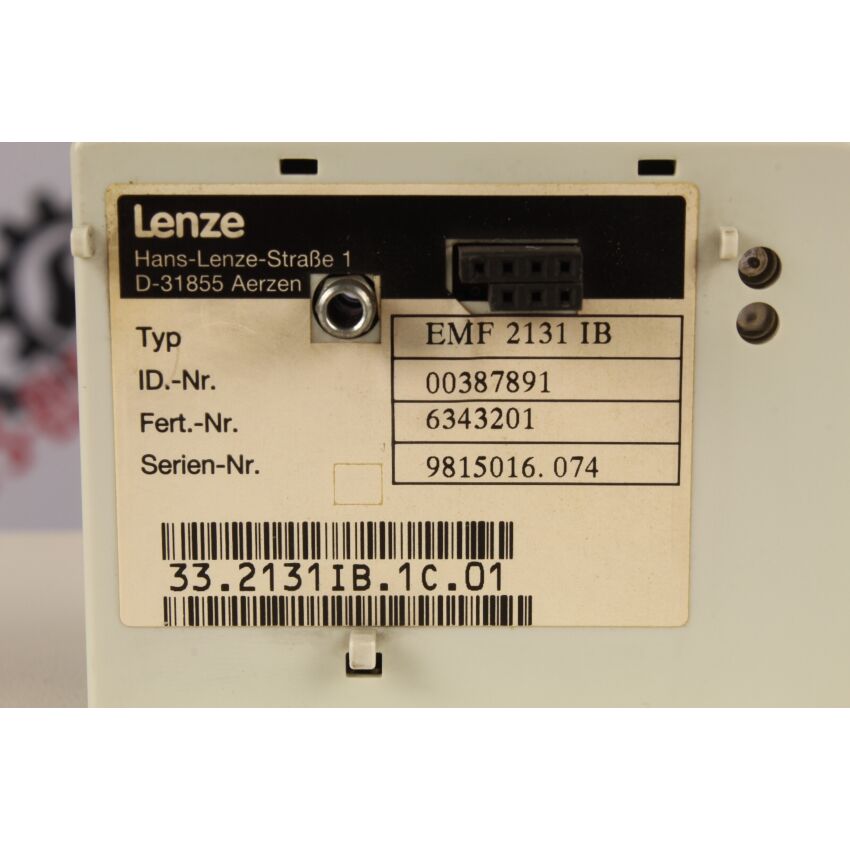 Lenze
Hans-Lenze-Straße 1
D-31855 Aerzen
Typ EMF 2131 IB
ID.-Nr. 00387891
Fert.-Nr. 6343201
Serien-Nr. 9815016.074
33.2131IB.1C.01